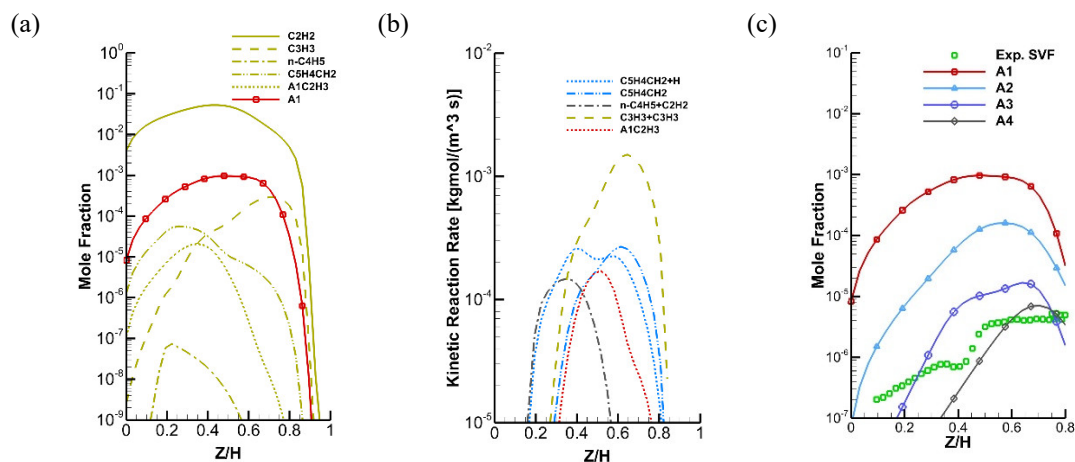 (a)
C2H2
C3H3
n-C4H5
C5H4CH2
A1C2H3
A1
10^0
10^-1
10^-2
10^-3
10^-4
10^-5
10^-6
10^-7
10^-8
10^-9
Mole Fraction
0 0.2 0.4 0.6 0.8 1
Z/H
(b)
C5H4CH2+H
C5H4CH2
n-C4H5+C2H2
C3H3+C3H3
A1C2H3
10^-2
10^-3
10^-4
10^-5
Kinetic Reaction Rate [kgmol/(m^3 s)]
0 0.2 0.4 0.6 0.8 1
Z/H
(c)
Exp. SVF
A1
A2
A3
A4
10^-1
10^-2
10^-3
10^-4
10^-5
10^-6
10^-7
Mole Fraction
0 0.2 0.4 0.6 0.8
Z/H